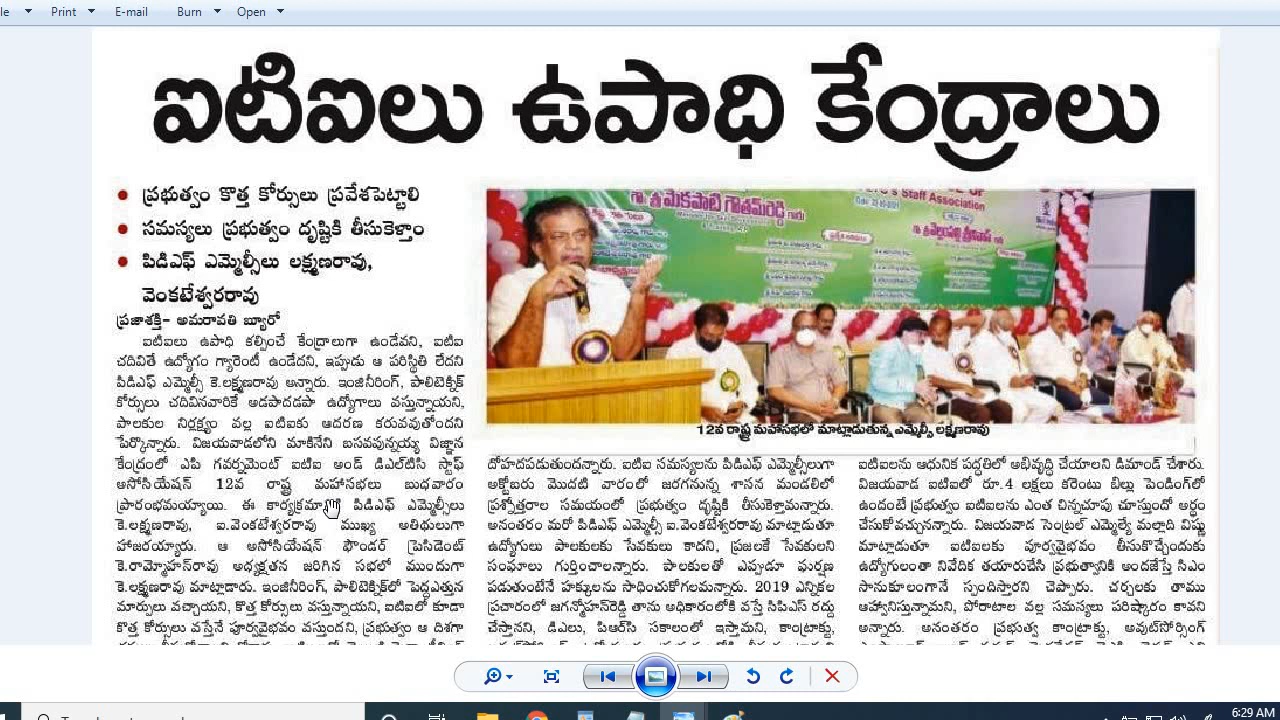 le
Print
E-mail
Burn
Open
ఐటిఐలు ఉపాధి కేంద్రాలు
ప్రభుత్వం కొత్త కోర్సులు ప్రవేశపెట్టాలి
సమస్యలు ప్రభుత్వం దృష్టికి తీసుకెళ్తాం
పిడిఎఫ్ ఎమ్మెల్సీలు లక్ష్మణరావు,
వెంకటేశ్వరరావు
ప్రజాశక్తి- అమరావతి బ్యూరో
ఐటిఐలు ఉపాధి కల్పించే కేంద్రాలుగా ఉండేవని, ఐటిఐ
చదివితే ఉద్యోగం గ్యారెంటీ ఉండేదని, ఇప్పుడు ఆ పరిస్థితి లేదని
పిడిఎఫ్ ఎమ్మెల్సీ కె.లక్ష్మణరావు అన్నారు. ఇంజినీరింగ్, పాలిటెక్నిక్
కోర్సులు చదివినవారికే అడపాదడపా ఉద్యోగాలు వస్తున్నాయని,
పాలకుల నిర్లక్ష్యం వల్ల ఐటిఐకు ఆదరణ కరువవుతోందని
పేర్కొన్నారు. విజయవాడలోని మాకినేని బసవపున్నయ్య విజ్ఞాన
కేంద్రంలో ఎపి గవర్నమెంట్ ఐటిఐ అండ్ డిఎల్‌టిసి స్టాఫ్
అసోసియేషన్ 12వ రాష్ట్ర మహాసభలు బుధవారం
ప్రారంభమయ్యాయి. ఈ కార్యక్రమా పిడిఎఫ్ ఎమ్మెల్సీలు
కె.లక్ష్మణరావు, ఐ.వెంకటేశ్వరరావు ముఖ్య అతిథులుగా
హాజరయ్యారు. ఆ అసోసియేషన్ ఫౌండర్ ప్రెసిడెంట్
కె.రామ్మోహన్‌రావు అధ్యక్షతన జరిగిన సభలో ముందుగా
కె.లక్ష్మణరావు మాట్లాడారు. ఇంజినీరింగ్, పాలిటెక్నిక్‌లో పెద్దఎత్తున
మార్పులు వచ్చాయని, కొత్త కోర్సులు వస్తున్నాయని, ఐటిఐలో కూడా
కొత్త కోర్సులు వస్తేనే పూర్వవైభవం వస్తుందని, ప్రభుత్వం ఆ దిశగా
గౌ. శ్రీ మేకపాటి గౌతమ్‌రెడ్డి గారు
Staff Association
12వ రాష్ట్ర మహాసభలో మాట్లాడుతున్న ఎమ్మెల్సీ లక్ష్మణరావు
దోహదపడుతుందన్నారు. ఐటిఐ సమస్యలను పిడిఎఫ్ ఎమ్మెల్సీలుగా
అక్టోబరు మొదటి వారంలో జరగనున్న శాసన మండలిలో
ప్రశ్నోత్తరాల సమయంలో ప్రభుత్వం దృష్టికి తీసుకుళ్తామన్నారు.
అనంతరం మరో పిడిఎఫ్ ఎమ్మెల్సీ ఐ.వెంకటేశ్వరరావు మాట్లాడుతూ
ఉద్యోగులు పాలకులకు సేవకులు కాదని, ప్రజలకే సేవకులని
సంఘాలు గుర్తించాలన్నారు. పాలకులతో ఎప్పుడూ ఘర్షణ
పడుతుంటేనే హక్కులను సాధించుకోగలమన్నారు. 2019 ఎన్నికల
ప్రచారంలో జగన్మోహన్‌రెడ్డి తాను అధికారంలోకి వస్తే సిపిఎస్ రద్దు
చేస్తానని, డిఎలు, పిఆర్‌సి సకాలంలో ఇస్తామని, కాంట్రాక్టు,
ఐటిఐలను ఆధునిక పద్ధతిలో అభివృద్ధి చేయాలని డిమాండ్ చేశారు.
విజయవాడ ఐటిఐలో రూ.4 లక్షలు కరెంటు బిల్లు పెండింగ్‌లో
ఉందంటే ప్రభుత్వం ఐటిఐలను ఎంత చిన్నచూపు చూస్తుందో అర్థం
చేసుకోవచ్చునన్నారు. విజయవాడ సెంట్రల్ ఎమ్మెల్యే మల్లాది విష్ణు
మాట్లాడుతూ ఐటిఐలకు పూర్వవైభవం తీసుకొచ్చేందుకు
ఉద్యోగులంతా నివేదిక తయారుచేసి ప్రభుత్వానికి అందజేస్తే సిఎం
సానుకూలంగానే స్పందిస్తారని చెప్పారు. చర్చలకు తాము
ఆహ్వానిస్తున్నామని, పోరాటాల వల్ల సమస్యలు పరిష్కారం కావని
అన్నారు. అనంతరం ప్రభుత్వ కాంట్రాక్టు, అవుట్‌సోర్సింగ్
6:29 AM